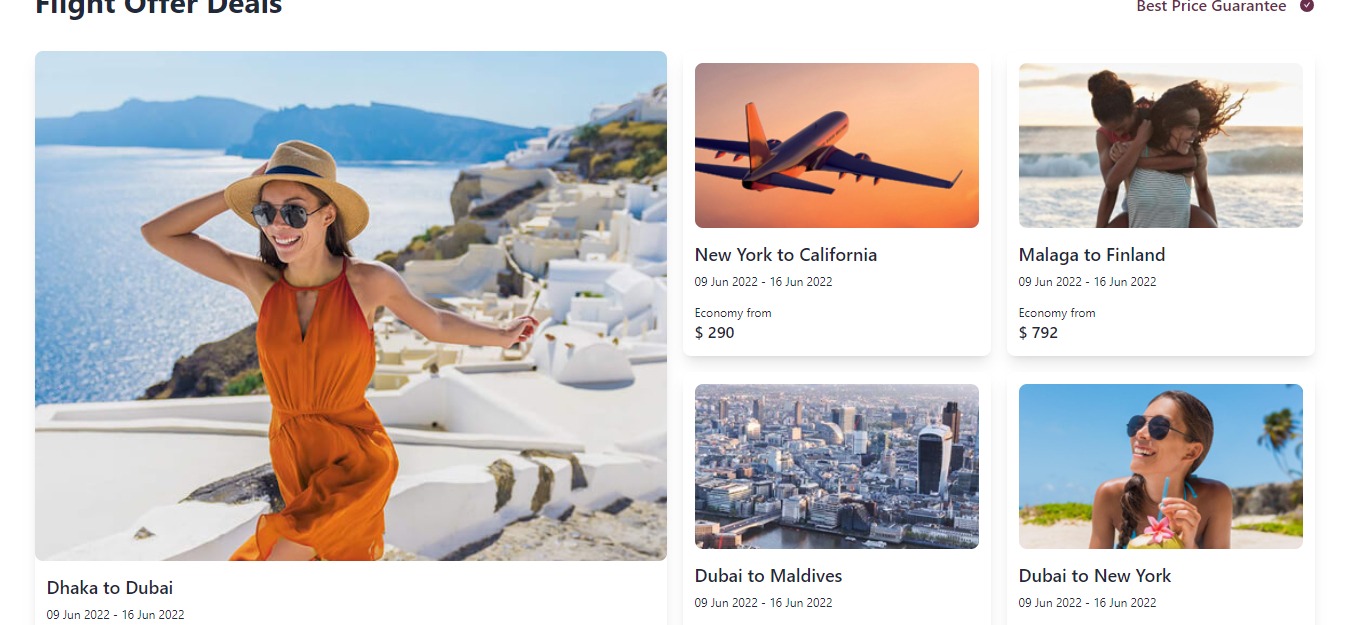 Flight Offer Deals
Best Price Guarantee
New York to California
09 Jun 2022 - 16 Jun 2022
Economy from
$ 290
Malaga to Finland
09 Jun 2022 - 16 Jun 2022
Economy from
$ 792
Dhaka to Dubai
09 Jun 2022 - 16 Jun 2022
Dubai to Maldives
09 Jun 2022 - 16 Jun 2022
Dubai to New York
09 Jun 2022 - 16 Jun 2022